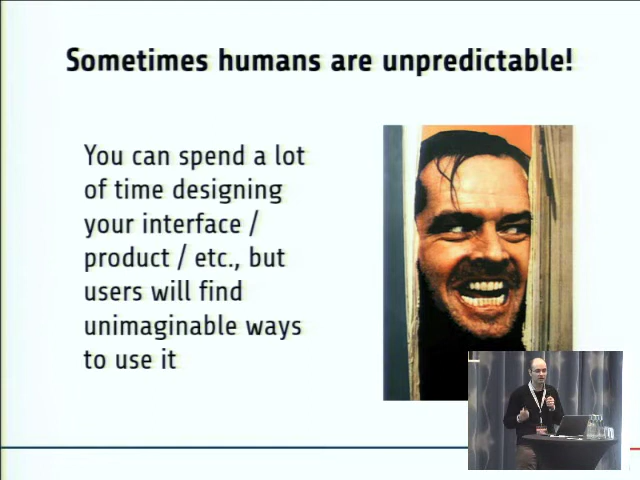 Sometimes humans are unpredictable!
You can spend a lot
of time designing
your interface /
product / etc., but
users will find
unimaginable ways
to use it